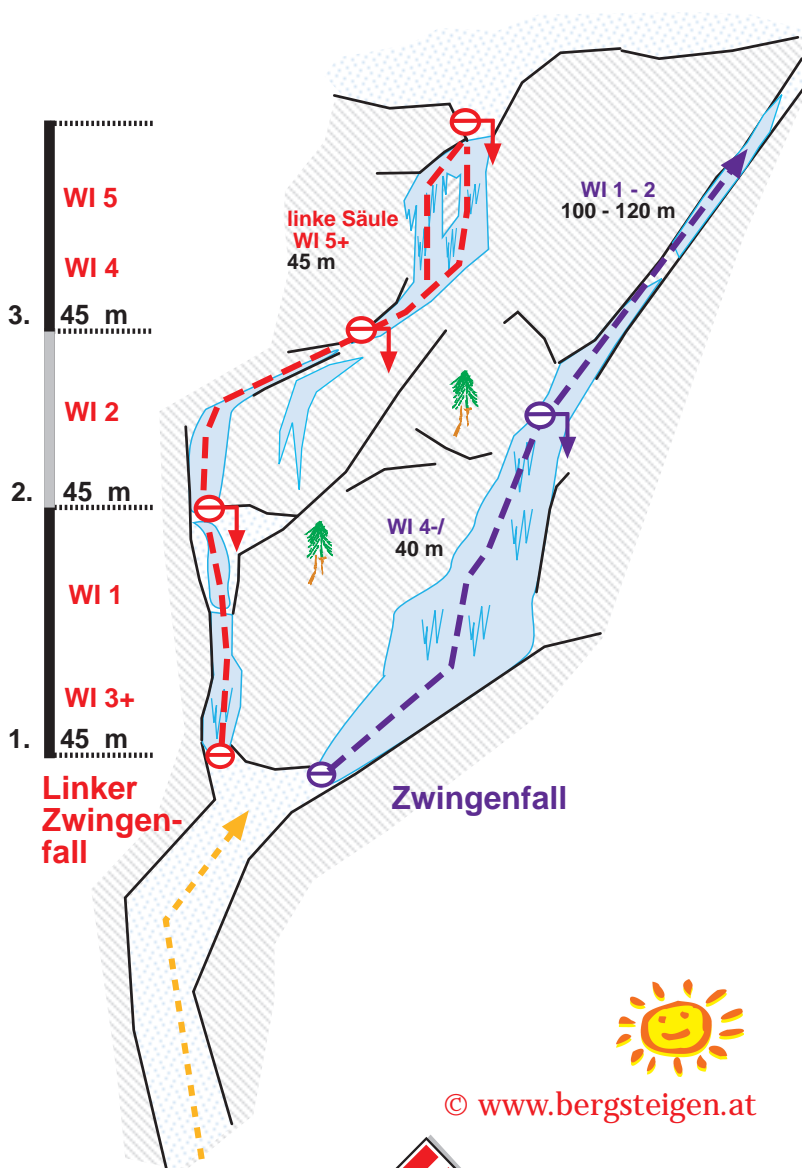 WI 5
WI 4
3. 45 m
WI 2
2. 45 m
WI 1
WI 3+
1. 45 m
Linker
Zwingen-
fall
linke Säule
WI 5+
45 m
WI 1 - 2
100 - 120 m
WI 4-/
40 m
Zwingenfall
© www.bergsteigen.at